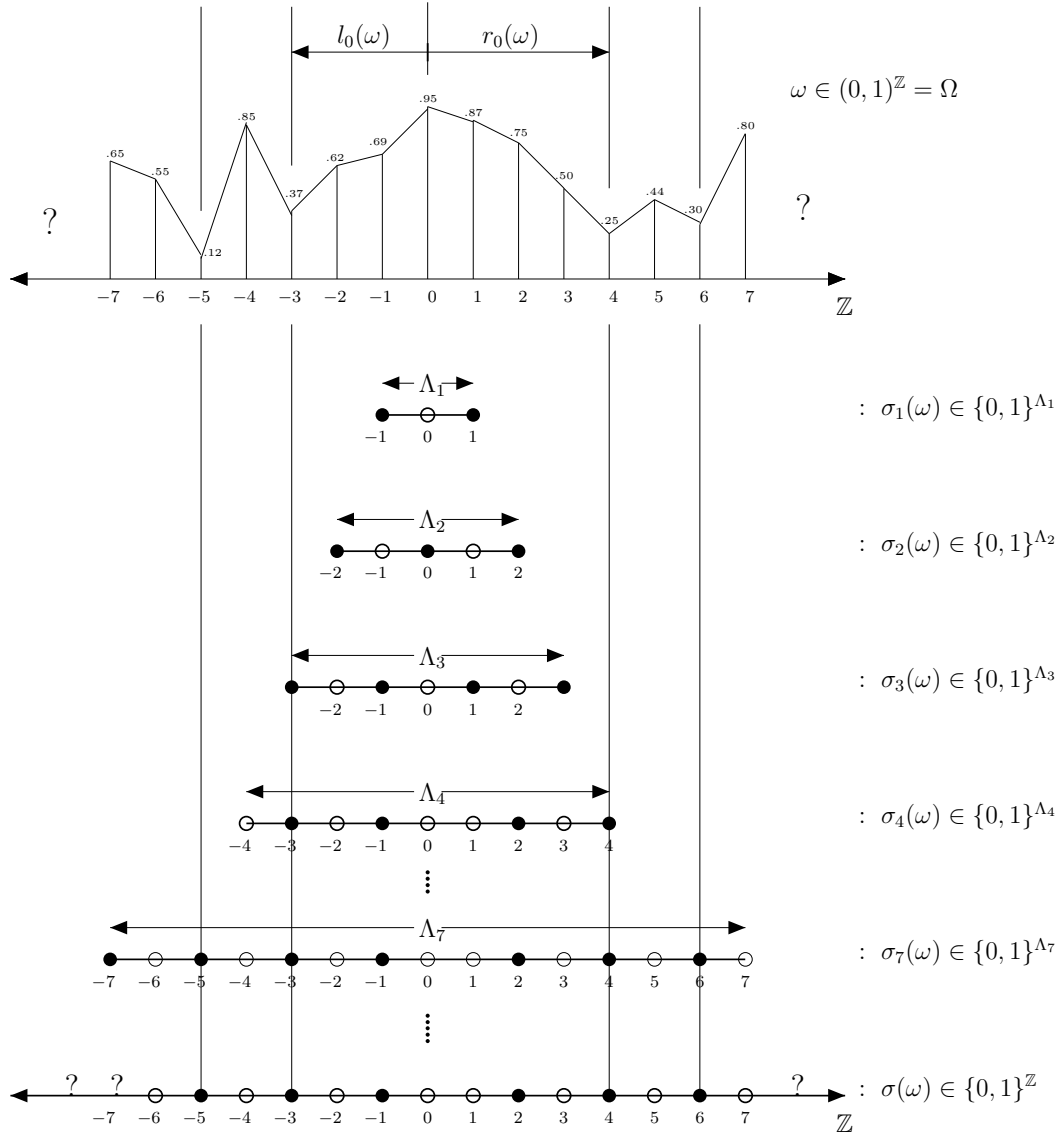 l₀(ω) r₀(ω)
ω ∈ (0, 1)^ℤ = Ω
.65 .55 .12 .85 .37 .62 .69 .95 .87 .75 .50 .25 .44 .30 .80
? ?
−7 −6 −5 −4 −3 −2 −1 0 1 2 3 4 5 6 7
ℤ
Λ₁
: σ₁(ω) ∈ {0, 1}^Λ₁
−1 0 1
Λ₂
: σ₂(ω) ∈ {0, 1}^Λ₂
−2 −1 0 1 2
Λ₃
: σ₃(ω) ∈ {0, 1}^Λ₃
−2 −1 0 1 2
Λ₄
: σ₄(ω) ∈ {0, 1}^Λ₄
−4 −3 −2 −1 0 1 2 3 4
Λ₇
: σ₇(ω) ∈ {0, 1}^Λ₇
−7 −6 −5 −4 −3 −2 −1 0 1 2 3 4 5 6 7
? ? ?
: σ(ω) ∈ {0, 1}^ℤ
−7 −6 −5 −4 −3 −2 −1 0 1 2 3 4 5 6 7
ℤ